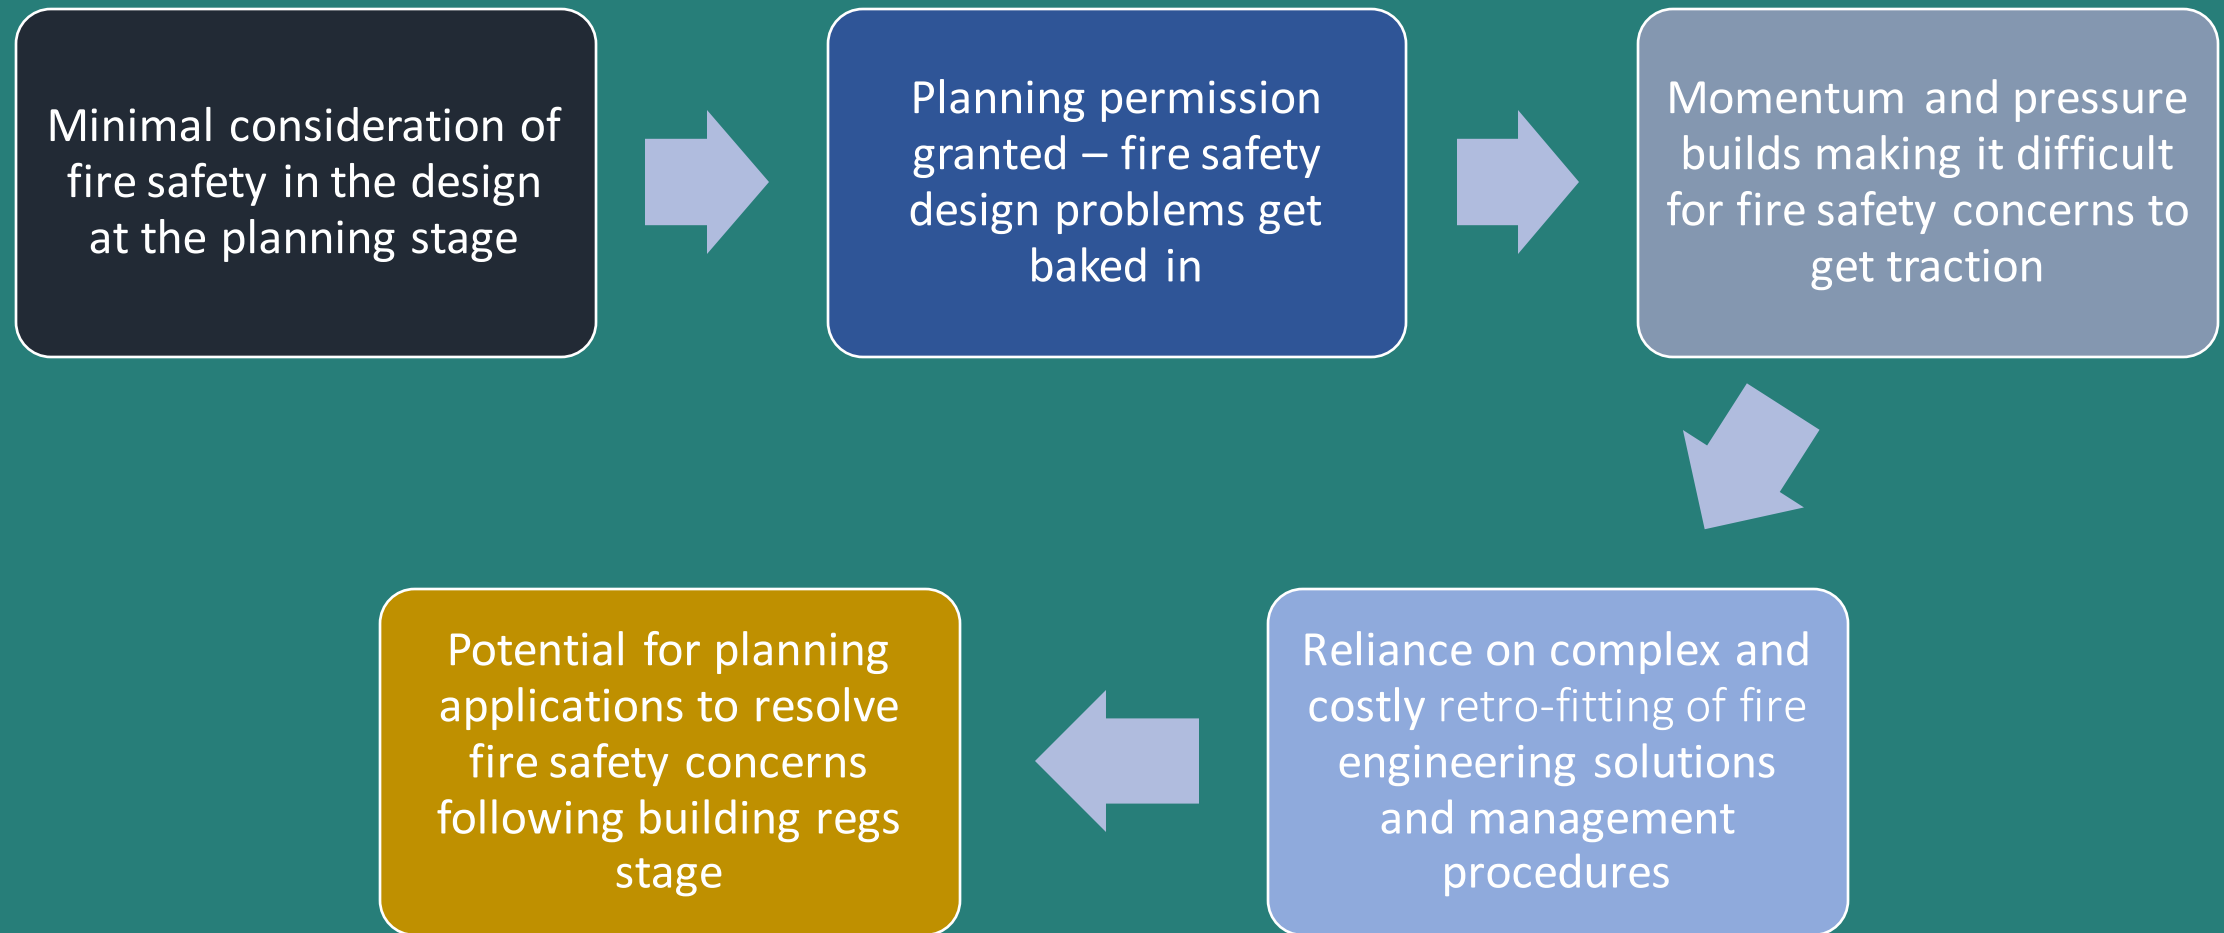 Minimal consideration of
fire safety in the design
at the planning stage
Planning permission
granted – fire safety
design problems get
baked in
Momentum and pressure
builds making it difficult
for fire safety concerns to
get traction
Reliance on complex and
costly retro-fitting of fire
engineering solutions
and management
procedures
Potential for planning
applications to resolve
fire safety concerns
following building regs
stage